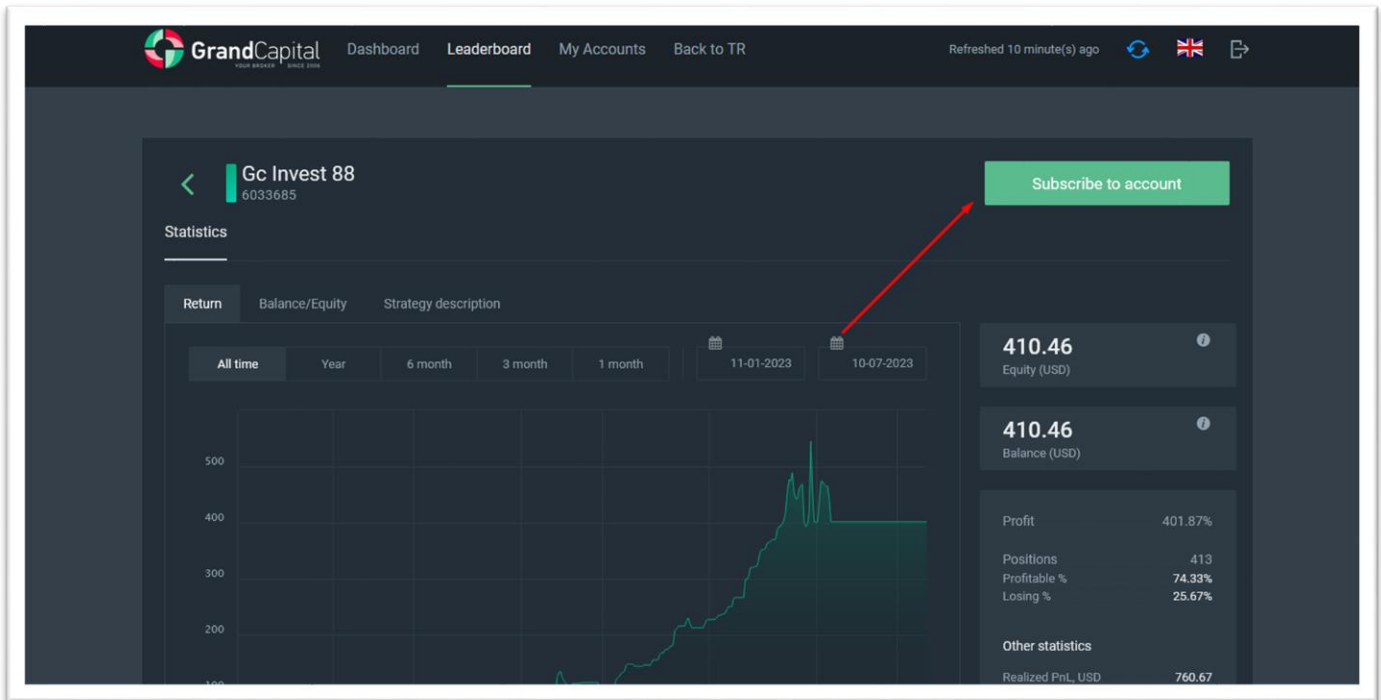 GrandCapital Dashboard Leaderboard My Accounts Back to TR Refreshed 10 minute(s) ago
YOUR BROKER SINCE 2006
Gc Invest 88
6033685
Subscribe to account
Statistics
Return Balance/Equity Strategy description
All time Year 6 month 3 month 1 month 11-01-2023 10-07-2023
500
400
300
200
100
410.46
Equity (USD)
410.46
Balance (USD)
Profit 401.87%
Positions 413
Profitable % 74.33%
Losing % 25.67%
Other statistics
Realized PnL, USD 760.67